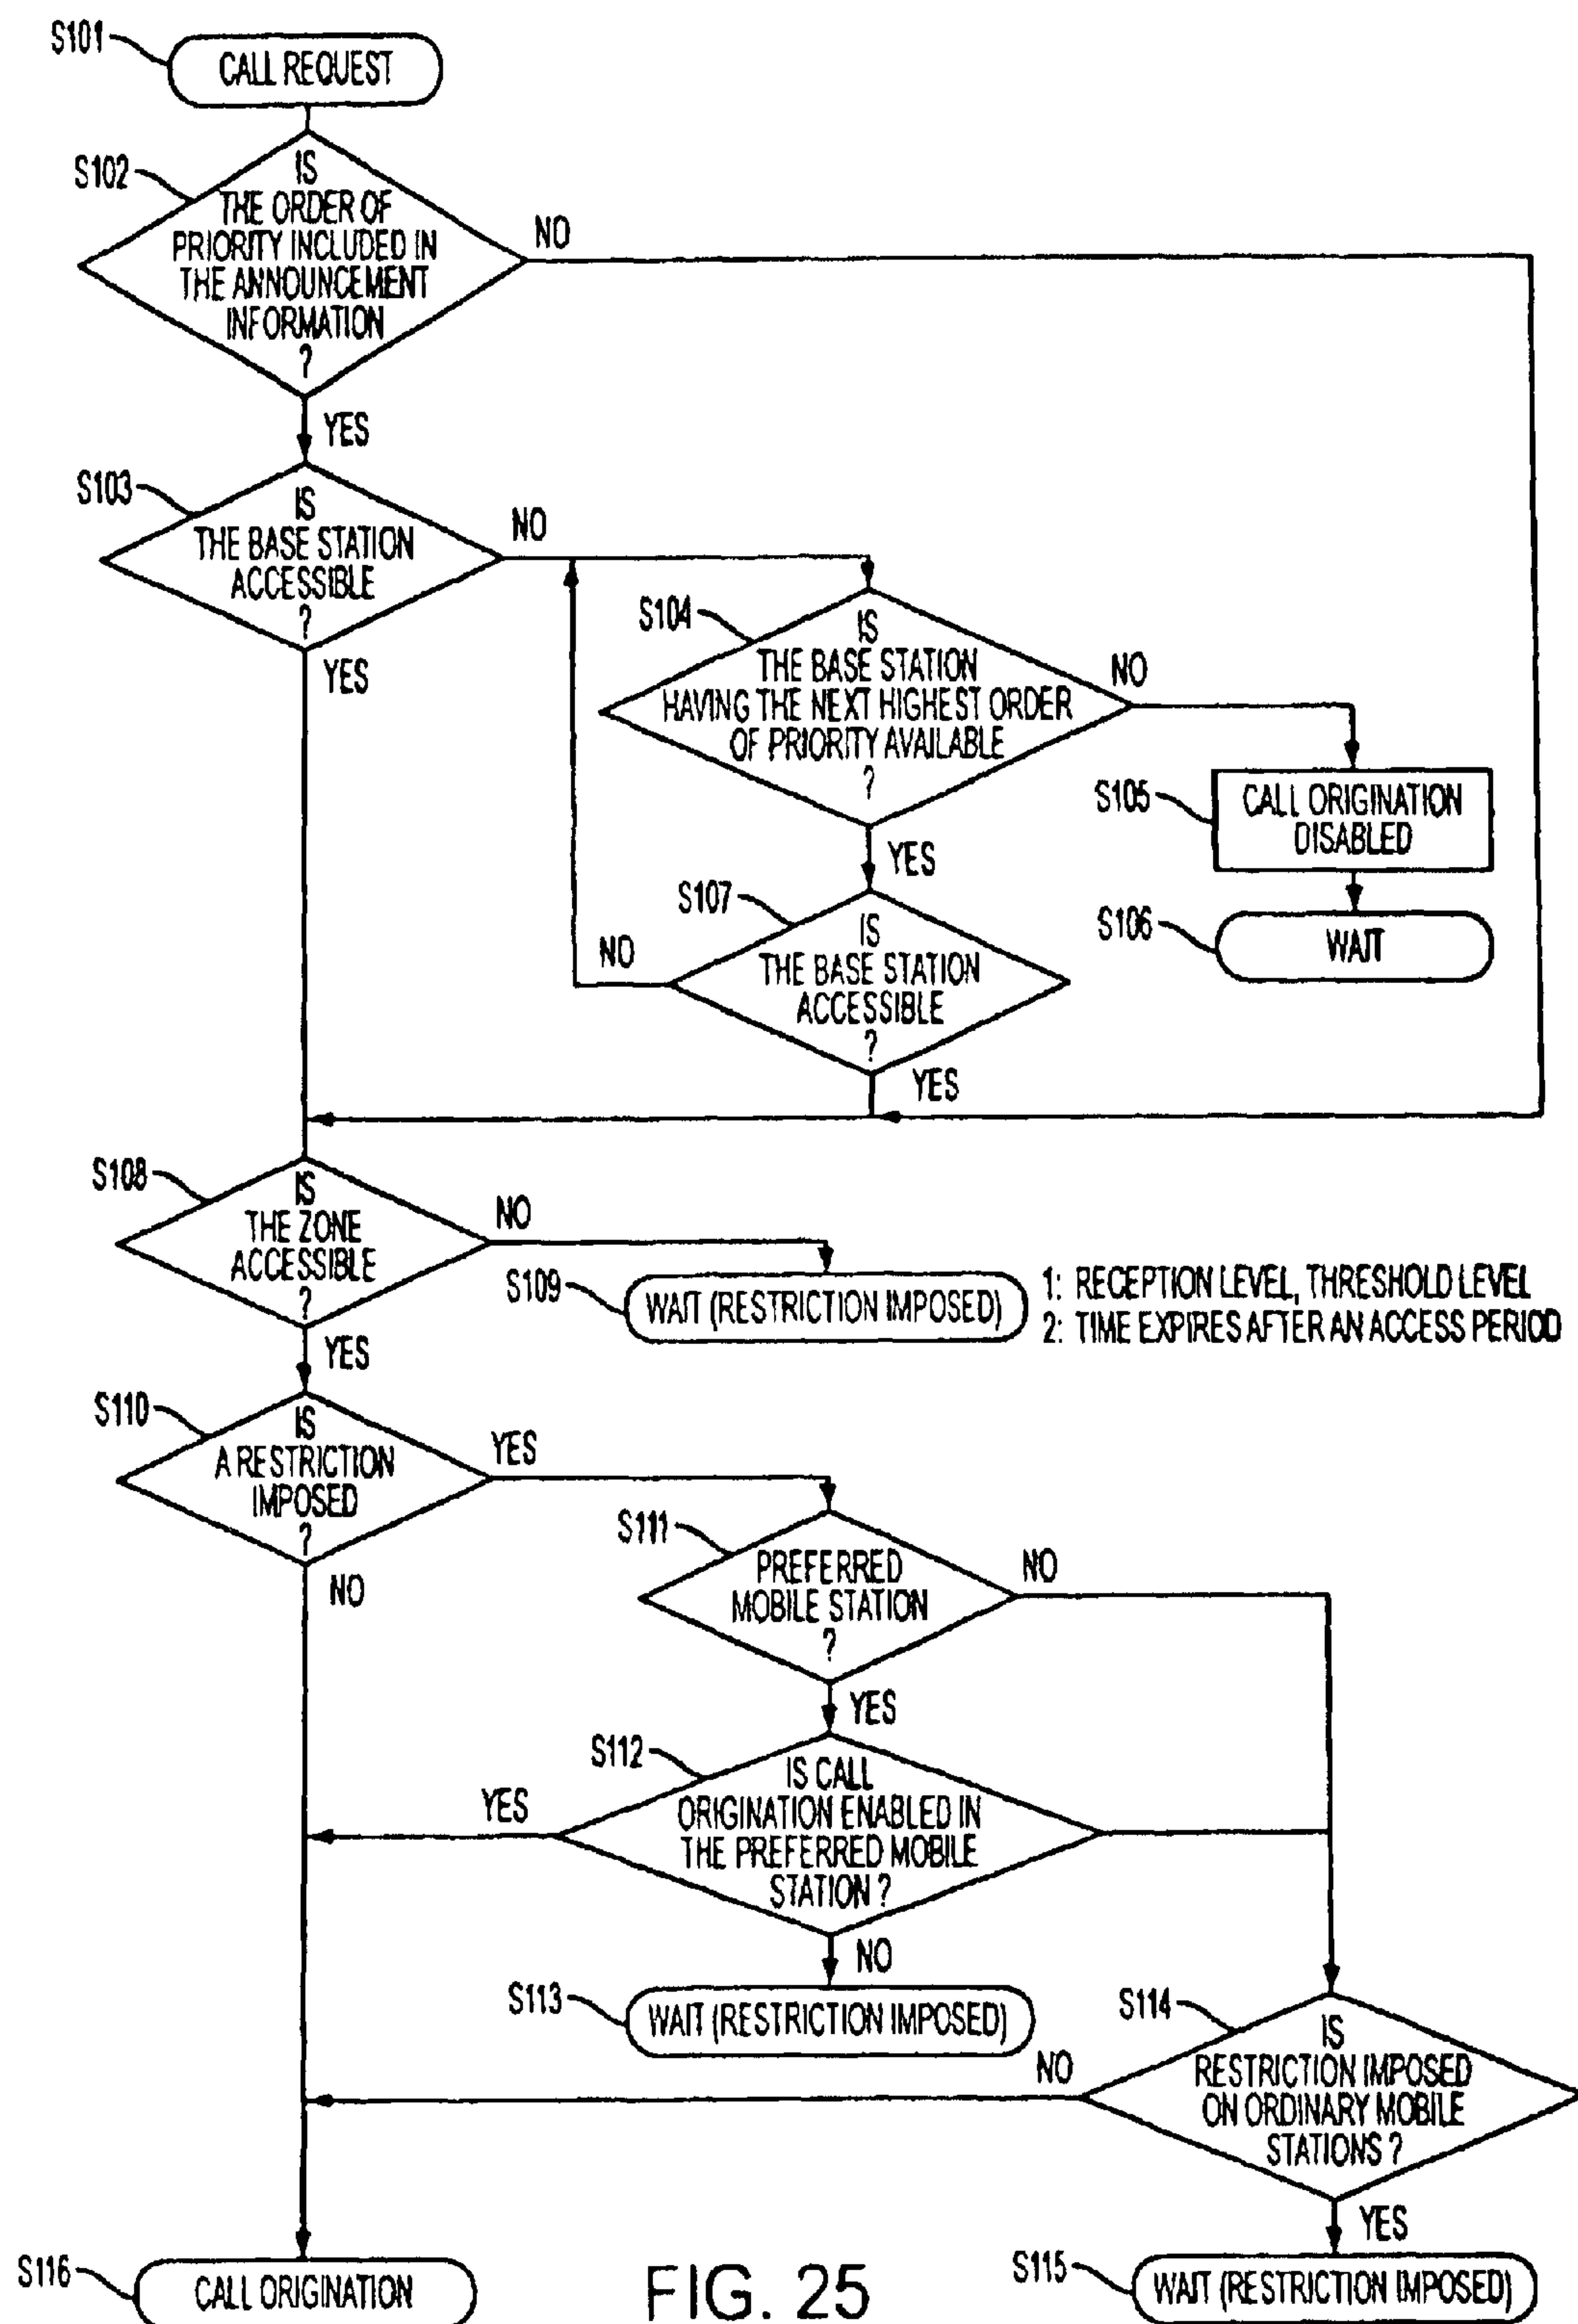 S101
CALL REQUEST
S102
IS
THE ORDER OF
PRIORITY INCLUDED IN
THE ANNOUNCEMENT
INFORMATION
?
NO
YES
S103
IS
THE BASE STATION
ACCESSIBLE
?
NO
YES
S104
IS
THE BASE STATION
HAVING THE NEXT HIGHEST ORDER
OF PRIORITY AVAILABLE
?
NO
YES
S105
CALL ORIGINATION
DISABLED
S106
WAIT
S107
IS
THE BASE STATION
ACCESSIBLE
?
NO
YES
S108
IS
THE ZONE
ACCESSIBLE
?
NO
YES
S109
WAIT (RESTRICTION IMPOSED)
1: RECEPTION LEVEL, THRESHOLD LEVEL
2: TIME EXPIRES AFTER AN ACCESS PERIOD
S110
IS
A RESTRICTION
IMPOSED
?
YES
NO
S111
PREFERRED
MOBILE STATION
?
NO
YES
S112
IS CALL
ORIGINATION ENABLED IN
THE PREFERRED MOBILE
STATION ?
YES
NO
S113
WAIT (RESTRICTION IMPOSED)
S114
IS
RESTRICTION IMPOSED
ON ORDINARY MOBILE
STATIONS ?
NO
YES
S115
WAIT (RESTRICTION IMPOSED)
S116
CALL ORIGINATION
FIG. 25